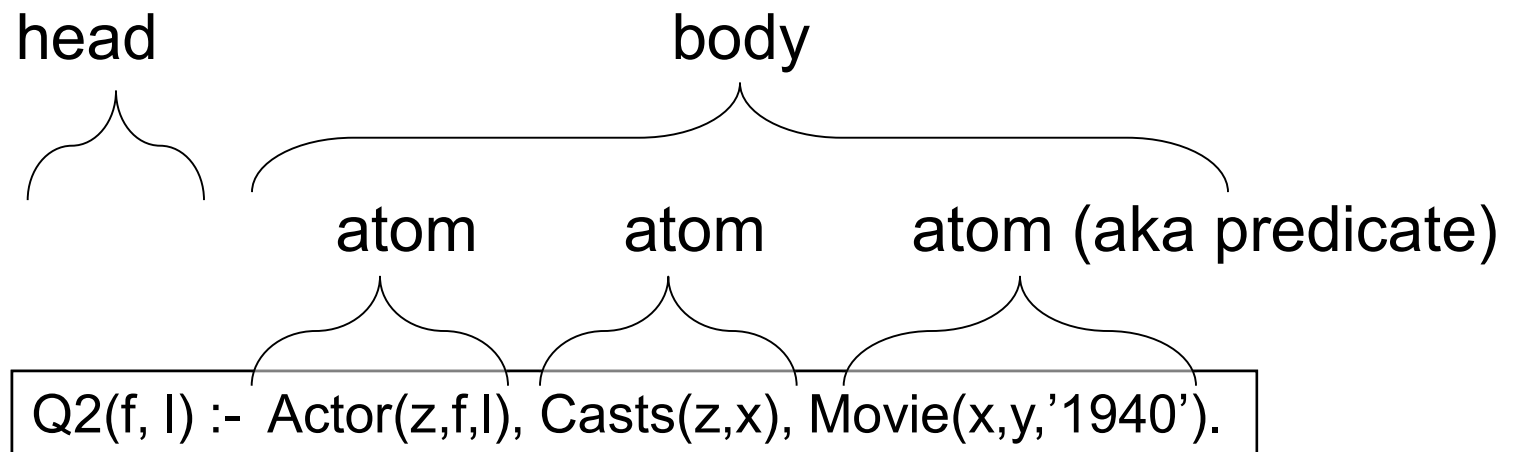 head body
atom atom atom (aka predicate)
Q2(f, l) :- Actor(z,f,l), Casts(z,x), Movie(x,y,’1940’).